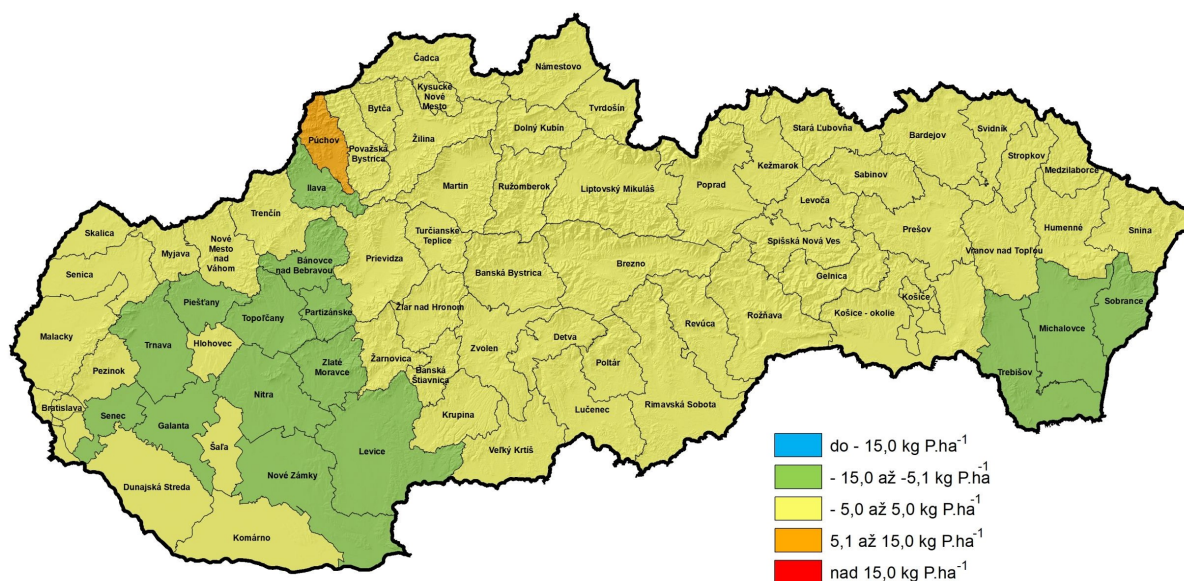 Čadca
Námestovo
Kysucké
Nové
Mesto
Bytča
Tvrdošín
Púchov
Považská
Bystrica
Žilina
Dolný Kubín
Stará Ľubovňa
Bardejov
Svidník
Stropkov
Medzilaborce
Kežmarok
Sabinov
Ilava
Martin
Ružomberok
Liptovský Mikuláš
Poprad
Levoča
Trenčín
Turčianske
Teplice
Prešov
Humenné
Snina
Skalica
Myjava
Nové
Mesto
nad
Váhom
Prievidza
Spišská Nová Ves
Vranov nad Topľou
Bánovce
nad Bebravou
Banská Bystrica
Brezno
Gelnica
Senica
Piešťany
Topoľčany
Partizánske
Žiar nad Hronom
Košice
Košice - okolie
Sobrance
Malacky
Trnava
Hlohovec
Zvolen
Detva
Revúca
Rožňava
Michalovce
Pezinok
Zlaté
Moravce
Žarnovica
Banská
Štiavnica
Poltár
Trebišov
Nitra
Bratislava
Senec
Galanta
Krupina
Lučenec
Rimavská Sobota
Šaľa
Levice
Veľký Krtíš
Nové Zámky
Dunajská Streda
Komárno
do - 15,0 kg P.ha-1
- 15,0 až -5,1 kg P.ha-1
- 5,0 až 5,0 kg P.ha-1
5,1 až 15,0 kg P.ha-1
nad 15,0 kg P.ha-1